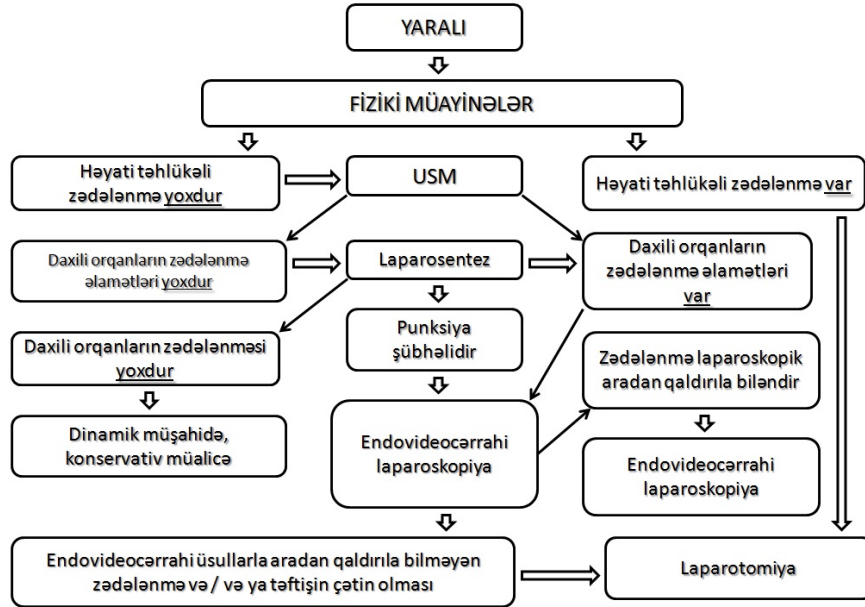 YARALI
FİZİKİ MÜAYİNƏLƏR
Həyati təhlükəli
zədələnmə yoxdur
USM
Həyati təhlükəli zədələnmə var
Daxili orqanların zədələnmə
əlamətləri yoxdur
Laparosentez
Daxili orqanların
zədələnmə əlamətləri
var
Daxili orqanların zədələnməsi
yoxdur
Punksiya
şübhəlidir
Zədələnmə laparoskopik
aradan qaldırıla biləndir
Dinamik müşahidə,
konservativ müalicə
Endovideocərrahi
laparoskopiya
Endovideocərrahi
laparoskopiya
Endovideocərrahi üsullarla aradan qaldırıla bilməyən
zədələnmə və / və ya təftişin çətin olması
Laparotomiya